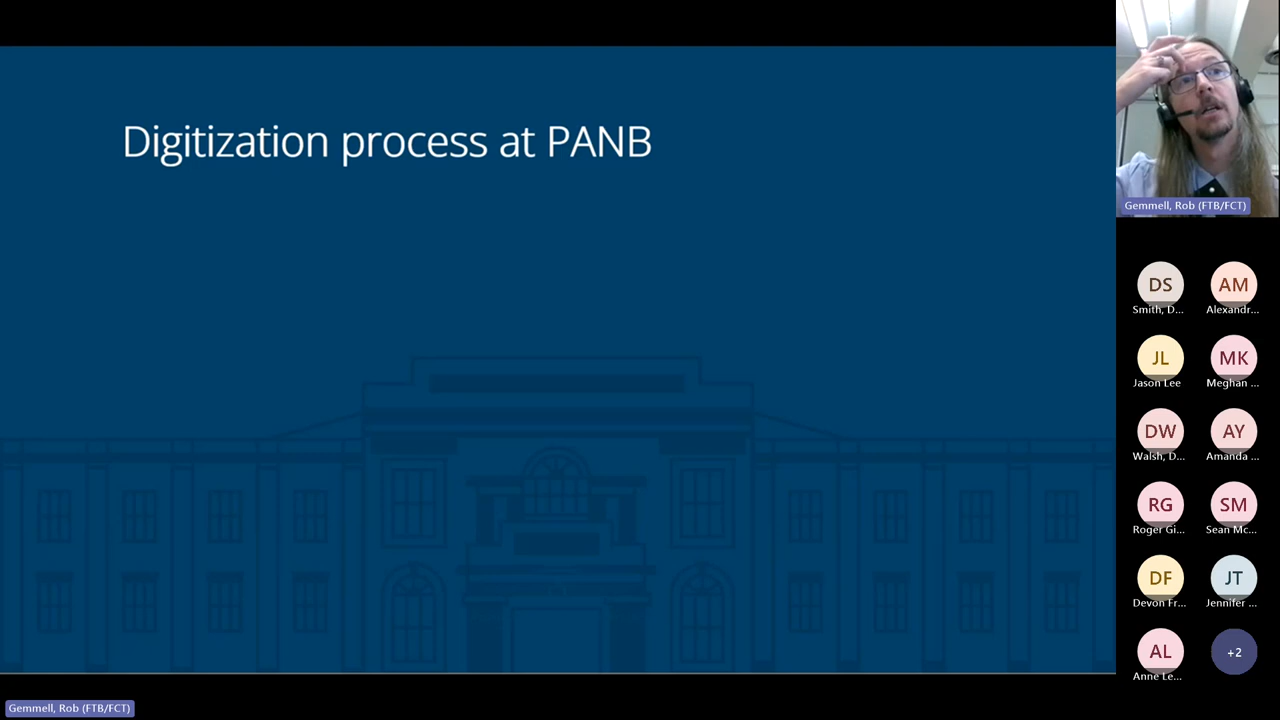 Digitization process at PANB
Gemmell, Rob (FTB/FCT)
DS
Smith, D...
AM
Alexandr...
JL
Jason Lee
MK
Meghan ...
DW
Walsh, D...
AY
Amanda ...
RG
Roger Gi...
SM
Sean Mc...
DF
Devon Fr...
JT
Jennifer ...
AL
Anne Le...
+2
Gemmell, Rob (FTB/FCT)